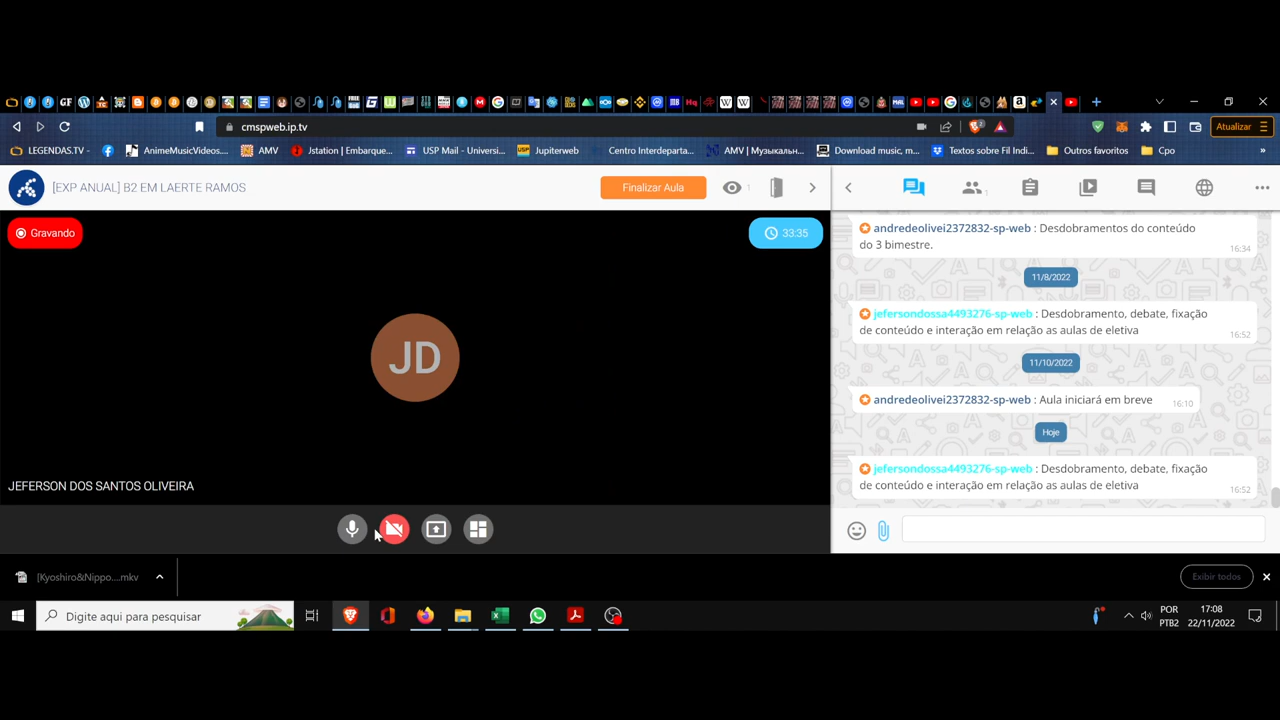 cmspweb.ip.tv
Atualizar
LEGENDAS.TV -
AnimeMusicVideos...
AMV
Jstation | Embarque...
USP Mail - Universi...
Jupiterweb
Centro Interdeparta...
AMV | Музыкальн...
Download music, m...
Textos sobre Fil Indi...
Outros favoritos
Cpo
»
[EXP ANUAL] B2 EM LAERTE RAMOS
Finalizar Aula
1
1
Gravando
33:35
JD
JEFERSON DOS SANTOS OLIVEIRA
andredeolivei2372832-sp-web : Desdobramentos do conteúdo
do 3 bimestre.
16:34
11/8/2022
jefersondossa4493276-sp-web : Desdobramento, debate, fixação
de conteúdo e interação em relação as aulas de eletiva
16:52
11/10/2022
andredeolivei2372832-sp-web : Aula iniciará em breve
16:10
Hoje
jefersondossa4493276-sp-web : Desdobramento, debate, fixação
de conteúdo e interação em relação as aulas de eletiva
16:52
[Kyoshiro&Nippo....mkv
Exibir todos
Digite aqui para pesquisar
POR
PTB2
17:08
22/11/2022